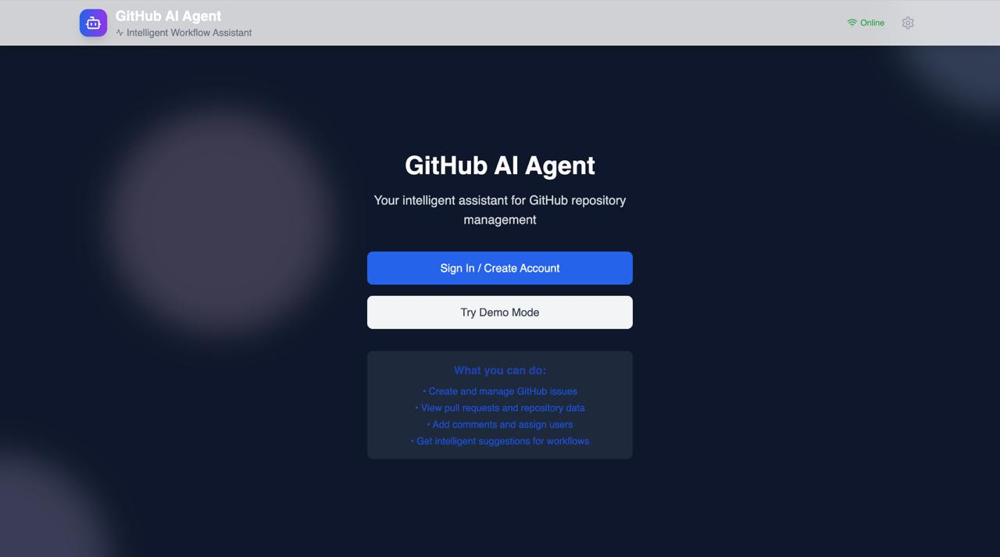 GitHub AI Agent
Intelligent Workflow Assistant
Online
GitHub AI Agent
Your intelligent assistant for GitHub repository
management
Sign In / Create Account
Try Demo Mode
What you can do:
• Create and manage GitHub issues
• View pull requests and repository data
• Add comments and assign users
• Get intelligent suggestions for workflows